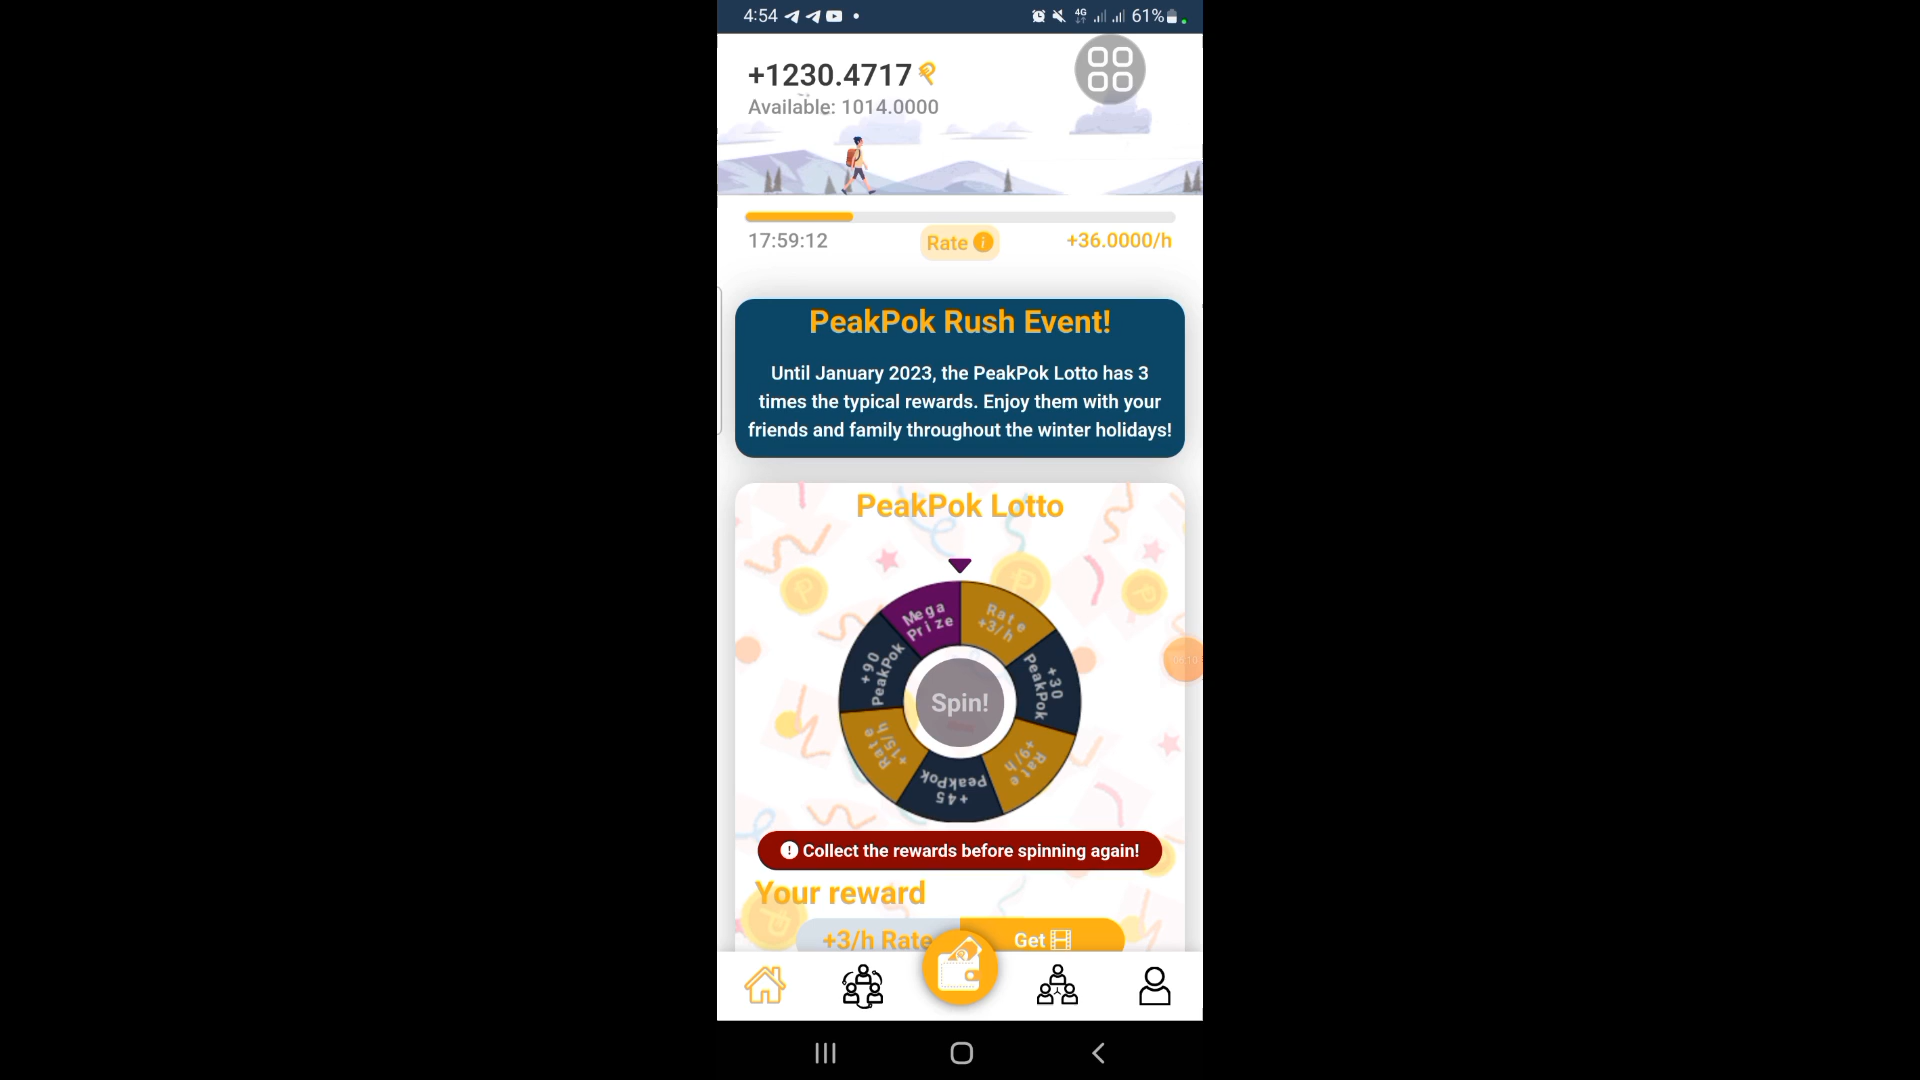 4:54
4G
61%
+1230.4717
Available: 1014.0000
17:59:12
Rate i
+36.0000/h
PeakPok Rush Event!
Until January 2023, the PeakPok Lotto has 3
times the typical rewards. Enjoy them with your
friends and family throughout the winter holidays!
PeakPok Lotto
Mega
Prize
Rate
+3/h
+30
PeakPok
Rate
+9/h
+45
PeakPok
Rate
+15/h
+90
PeakPok
Spin!
! Collect the rewards before spinning again!
Your reward
+3/h Rate
Get